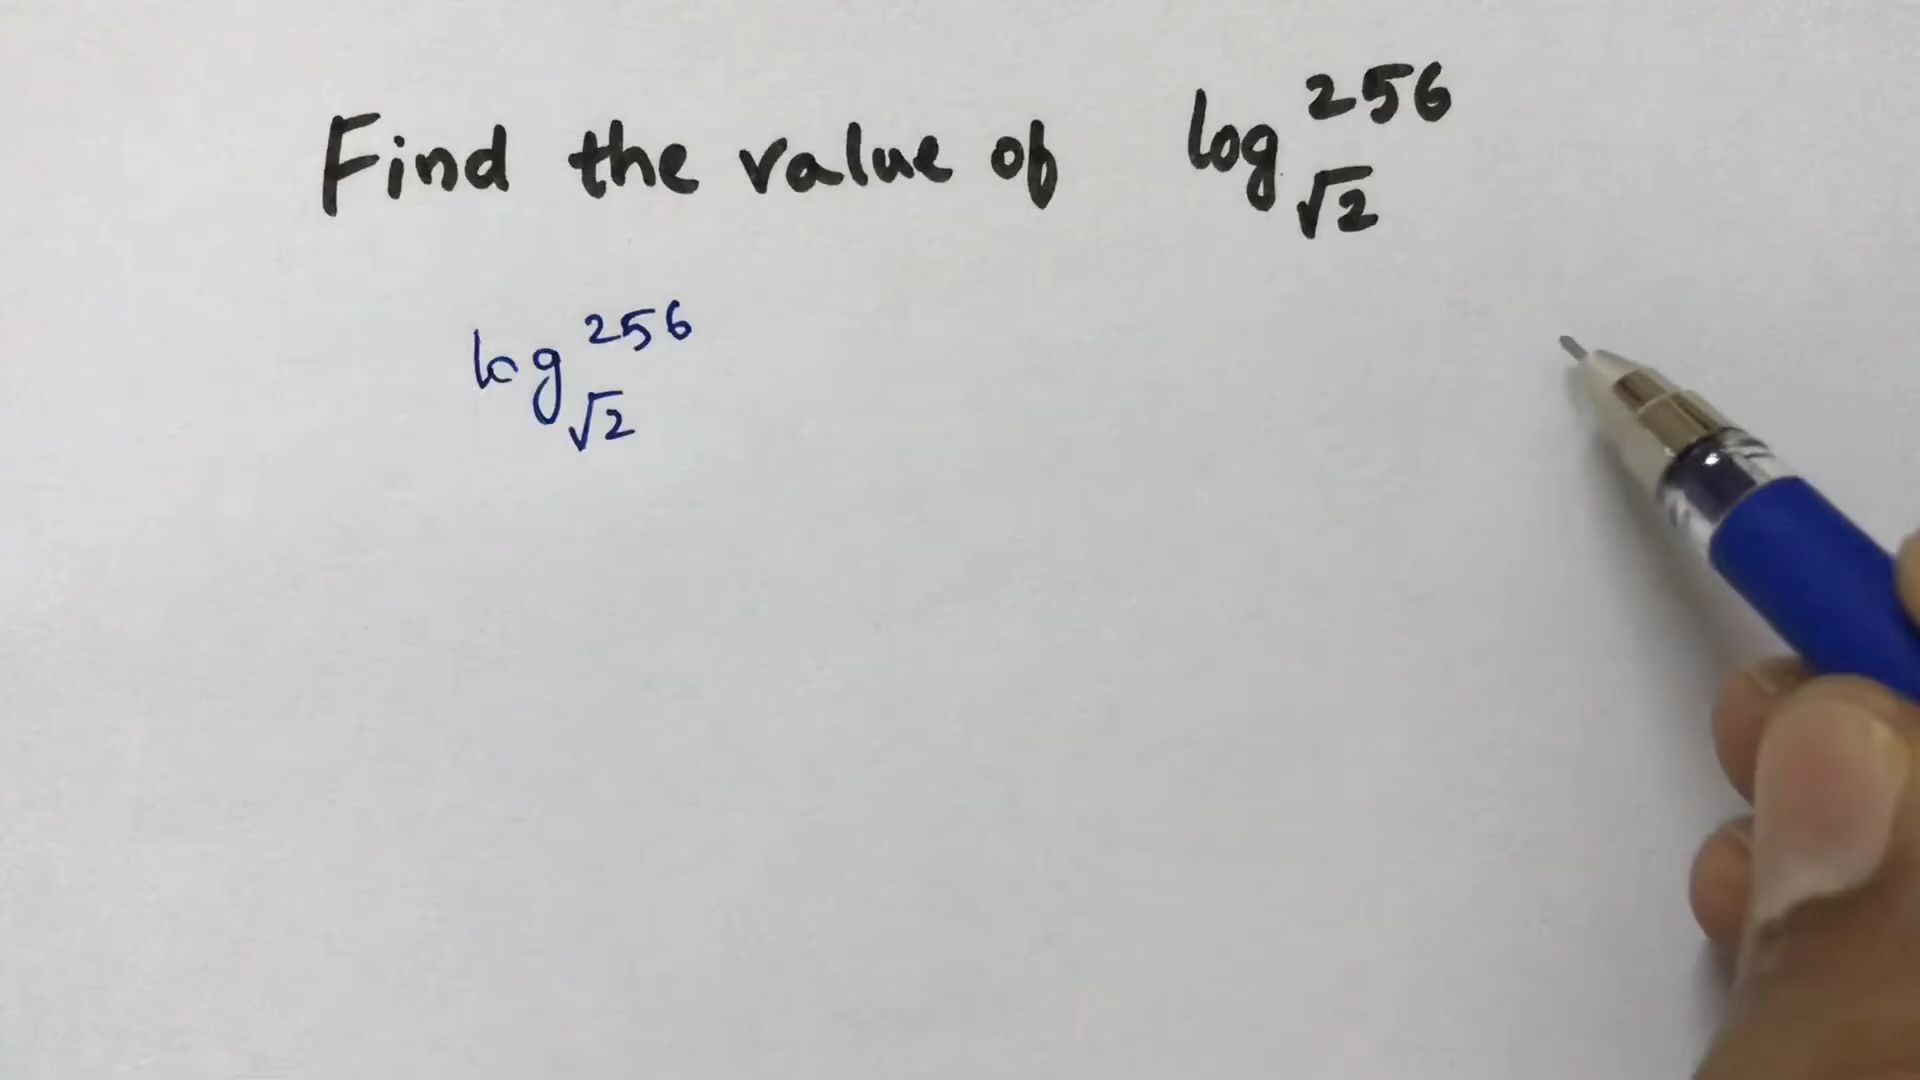 Find the value of log √2 256
log √2 256